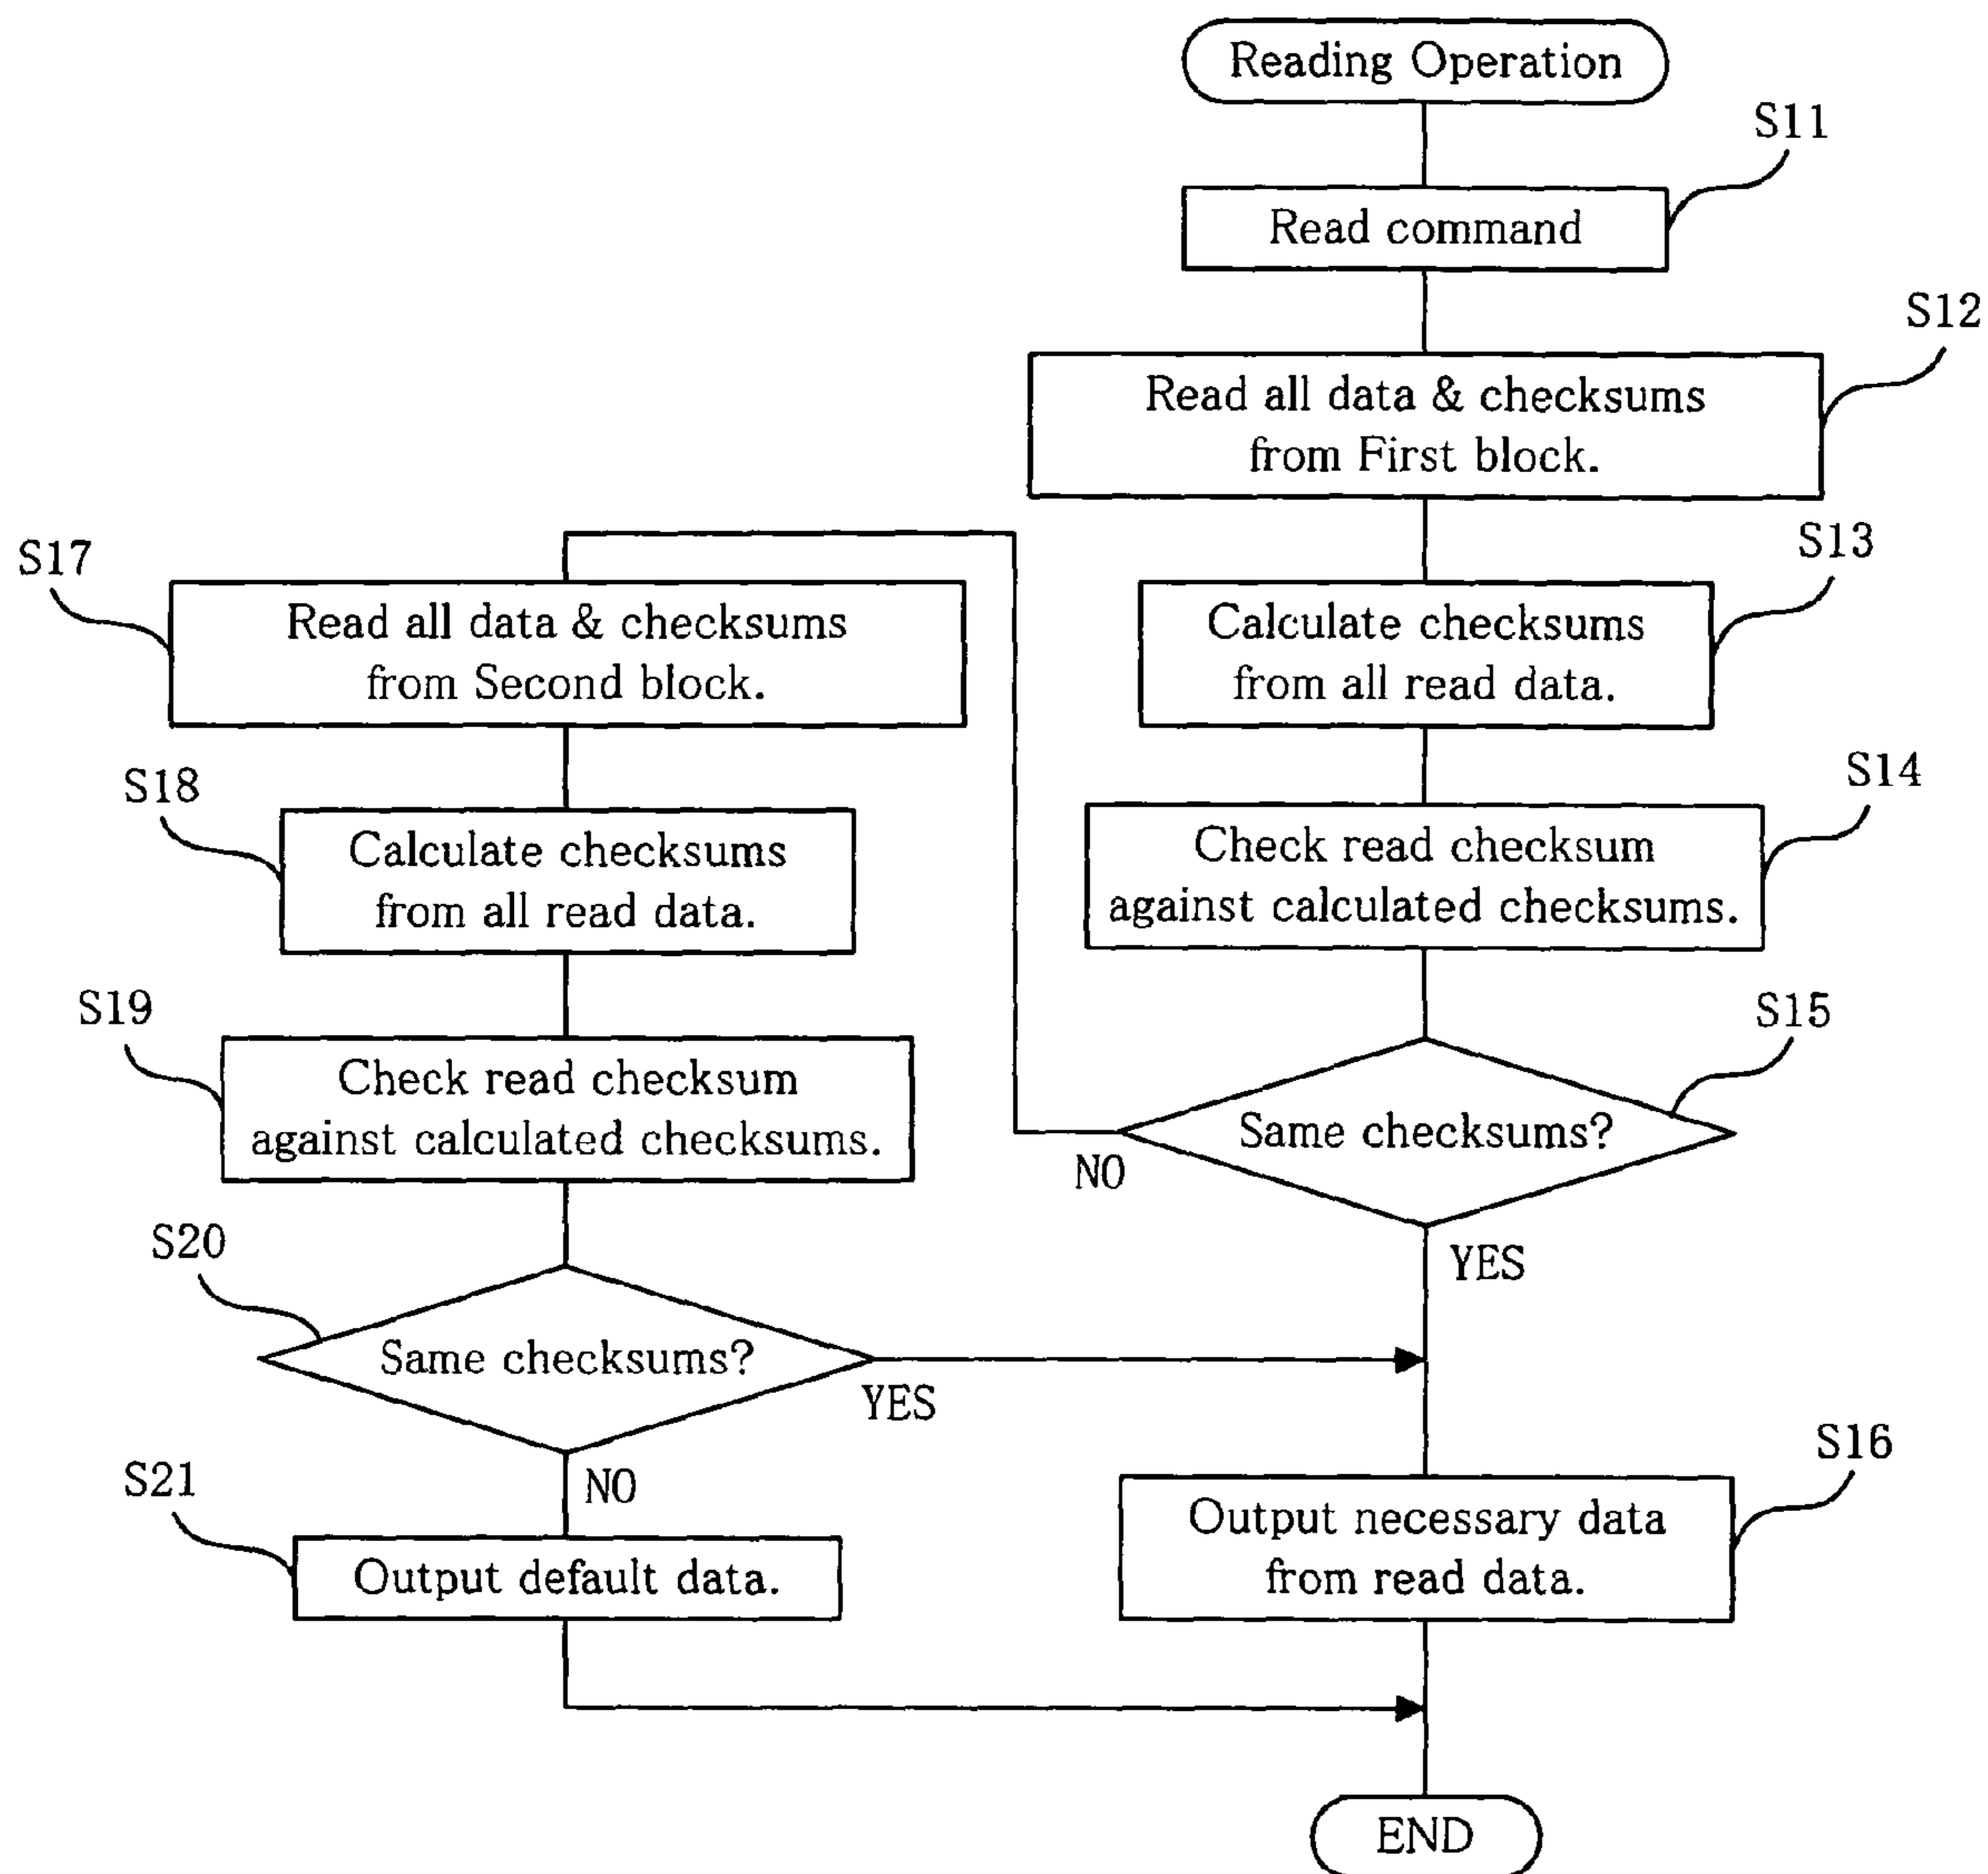 Reading Operation
S11
Read command
S12
Read all data & checksums
from First block.
S13
Calculate checksums
from all read data.
S14
Check read checksum
against calculated checksums.
S15
Same checksums?
NO
YES
S17
Read all data & checksums
from Second block.
S18
Calculate checksums
from all read data.
S19
Check read checksum
against calculated checksums.
S20
Same checksums?
YES
NO
S21
Output default data.
S16
Output necessary data
from read data.
END